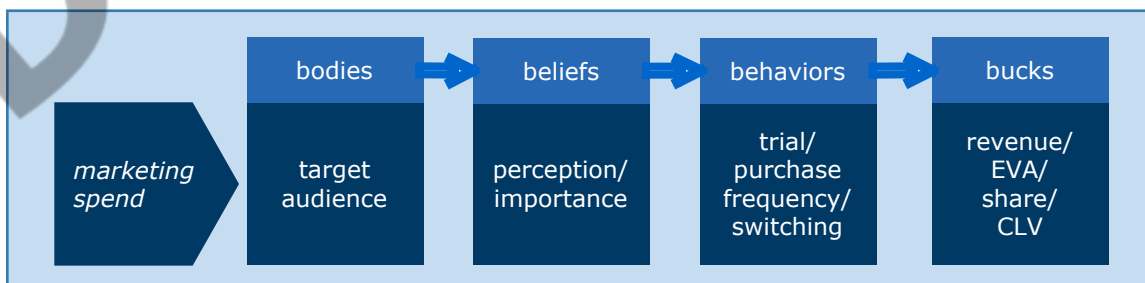 bodies
beliefs
behaviors
bucks
marketing
spend
target
audience
perception/
importance
trial/
purchase
frequency/
switching
revenue/
EVA/
share/
CLV